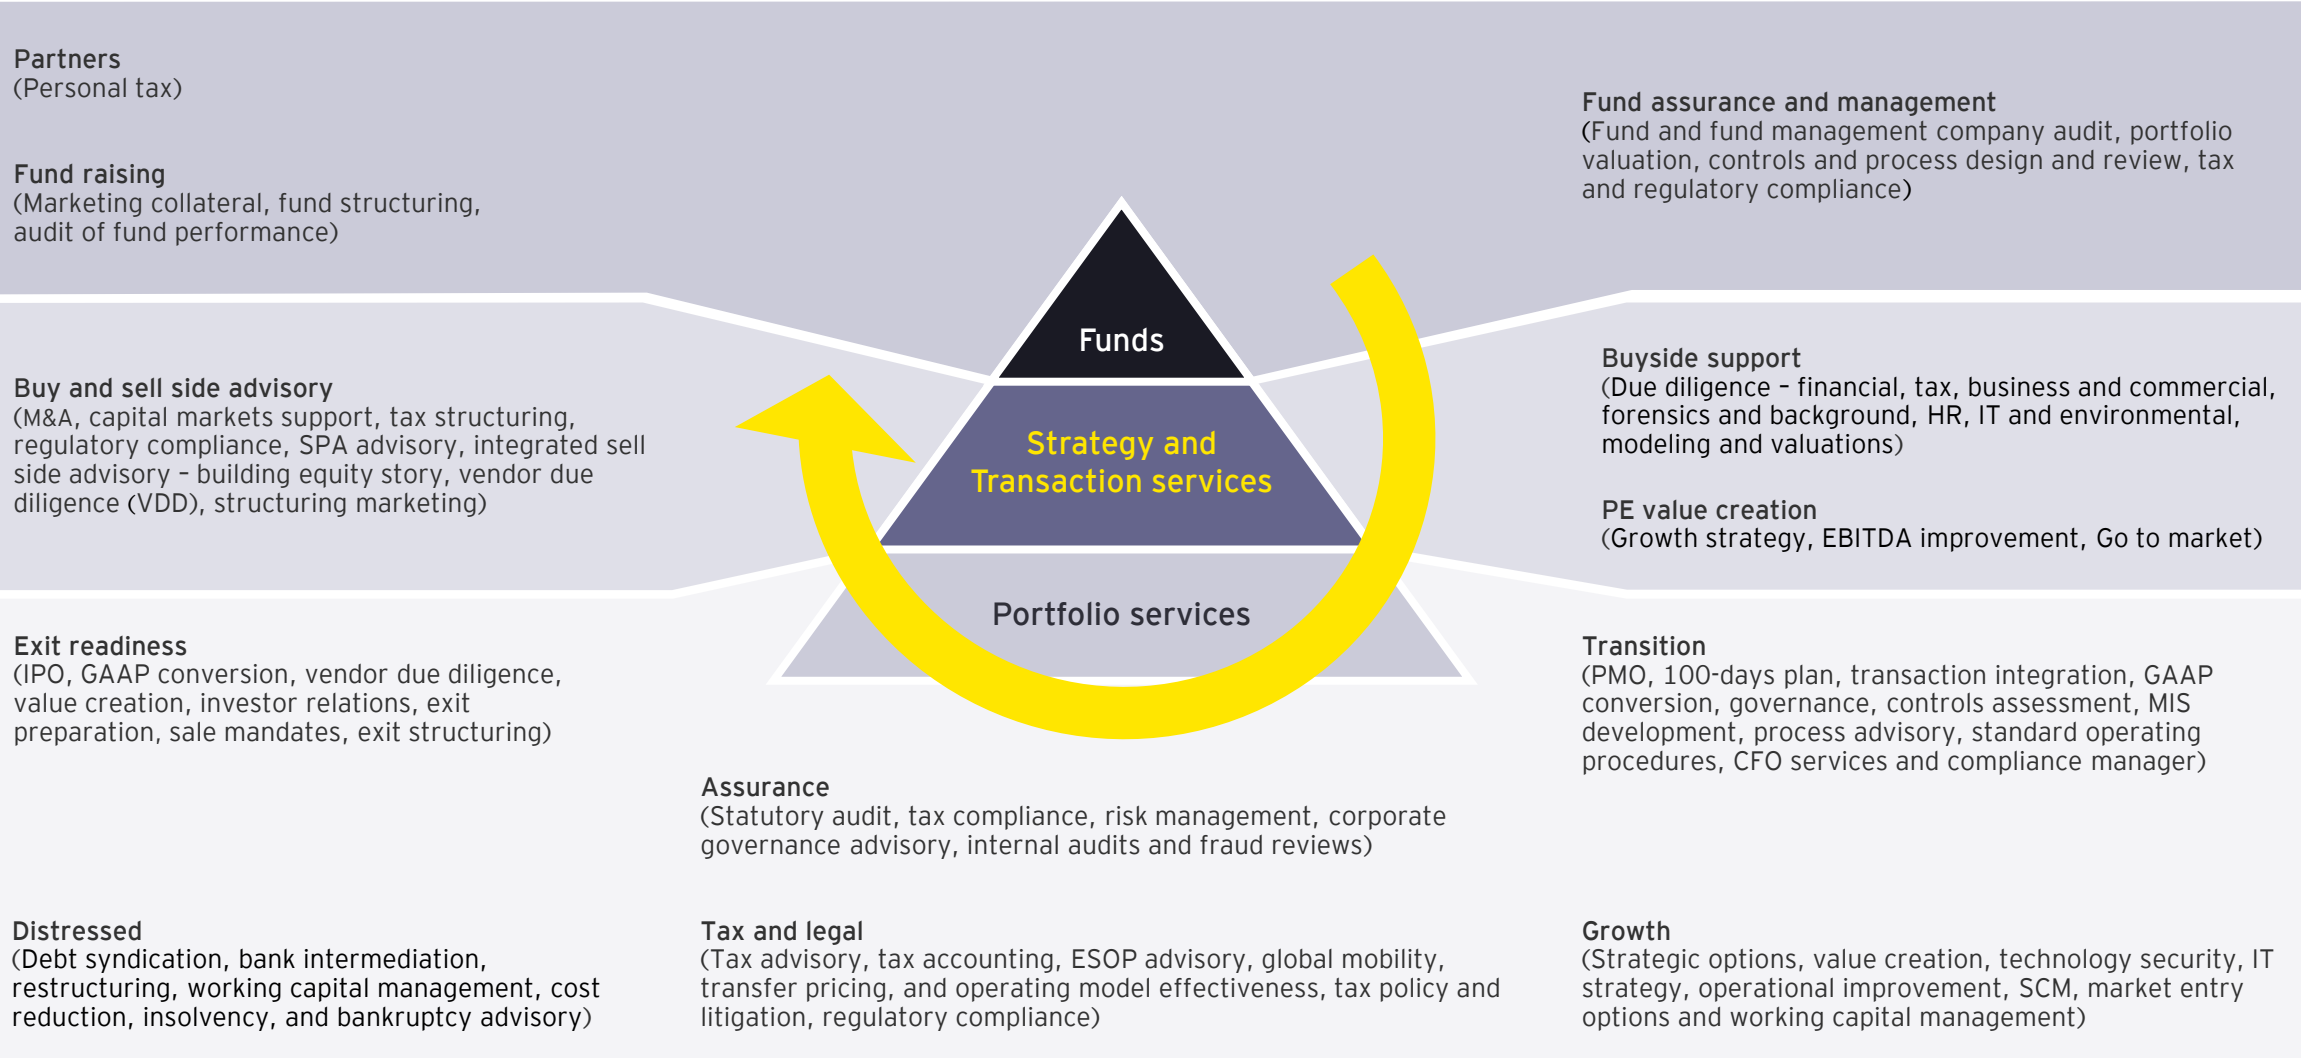 Partners
(Personal tax)
Fund raising
(Marketing collateral, fund structuring,
audit of fund performance)
Fund assurance and management
(Fund and fund management company audit, portfolio
valuation, controls and process design and review, tax
and regulatory compliance)
Funds
Buy and sell side advisory
(M&A, capital markets support, tax structuring,
regulatory compliance, SPA advisory, integrated sell
side advisory – building equity story, vendor due
diligence (VDD), structuring marketing)
Strategy and
Transaction services
Buyside support
(Due diligence – financial, tax, business and commercial,
forensics and background, HR, IT and environmental,
modeling and valuations)
PE value creation
(Growth strategy, EBITDA improvement, Go to market)
Portfolio services
Exit readiness
(IPO, GAAP conversion, vendor due diligence,
value creation, investor relations, exit
preparation, sale mandates, exit structuring)
Transition
(PMO, 100-days plan, transaction integration, GAAP
conversion, governance, controls assessment, MIS
development, process advisory, standard operating
procedures, CFO services and compliance manager)
Assurance
(Statutory audit, tax compliance, risk management, corporate
governance advisory, internal audits and fraud reviews)
Distressed
(Debt syndication, bank intermediation,
restructuring, working capital management, cost
reduction, insolvency, and bankruptcy advisory)
Tax and legal
(Tax advisory, tax accounting, ESOP advisory, global mobility,
transfer pricing, and operating model effectiveness, tax policy and
litigation, regulatory compliance)
Growth
(Strategic options, value creation, technology security, IT
strategy, operational improvement, SCM, market entry
options and working capital management)